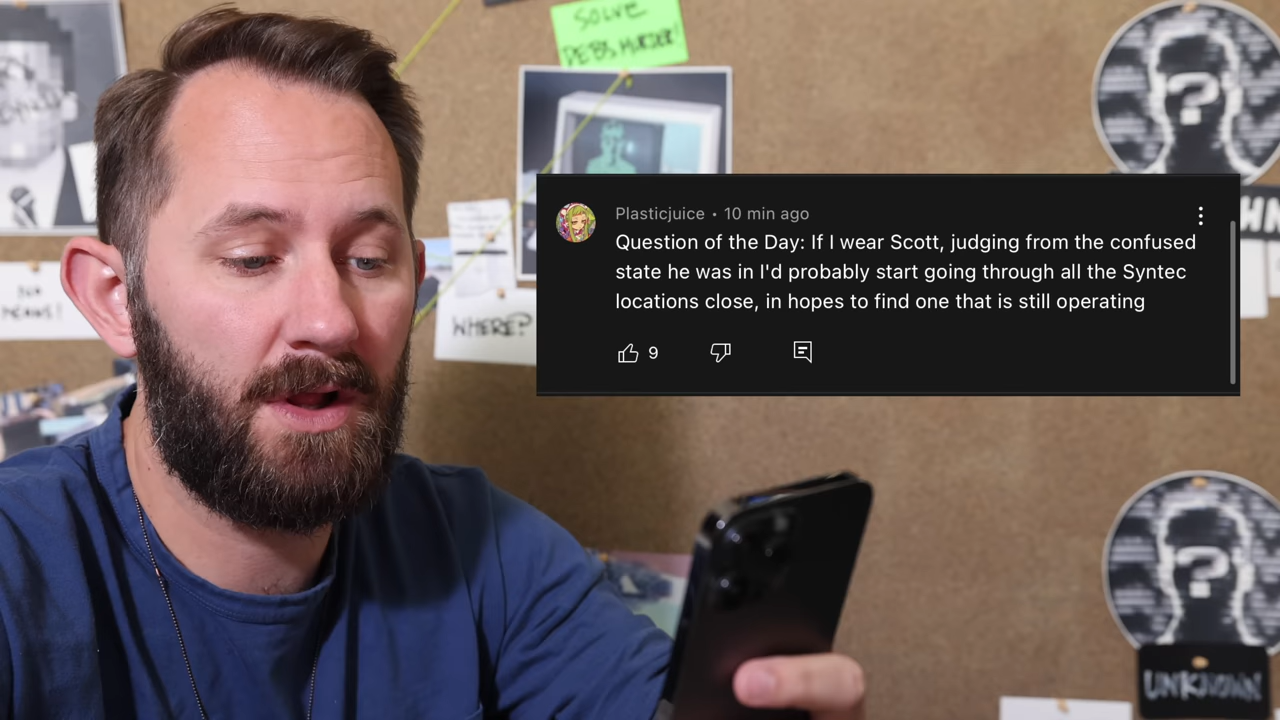 SOLVE
DEB'S MURDER!
WHERE?
Plasticjuice • 10 min ago
Question of the Day: If I wear Scott, judging from the confused
state he was in I'd probably start going through all the Syntec
locations close, in hopes to find one that is still operating
9
UNKNOWN